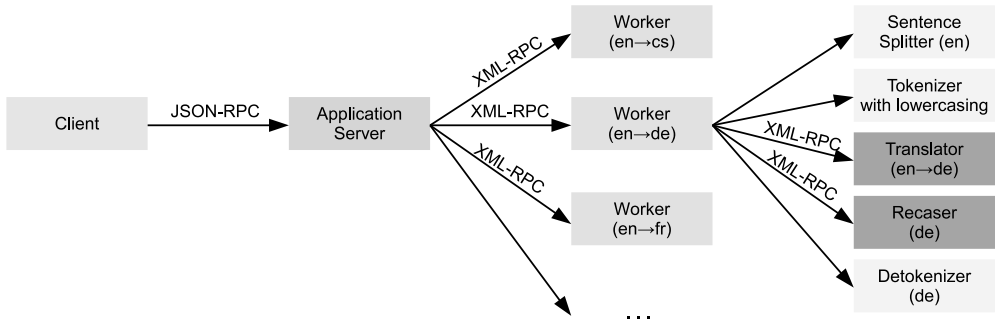 Client
JSON-RPC
Application
Server
XML-RPC
XML-RPC
XML-RPC
Worker
(en→cs)
Worker
(en→de)
Worker
(en→fr)
...
XML-RPC
XML-RPC
Sentence
Splitter (en)
Tokenizer
with lowercasing
Translator
(en→de)
Recaser
(de)
Detokenizer
(de)